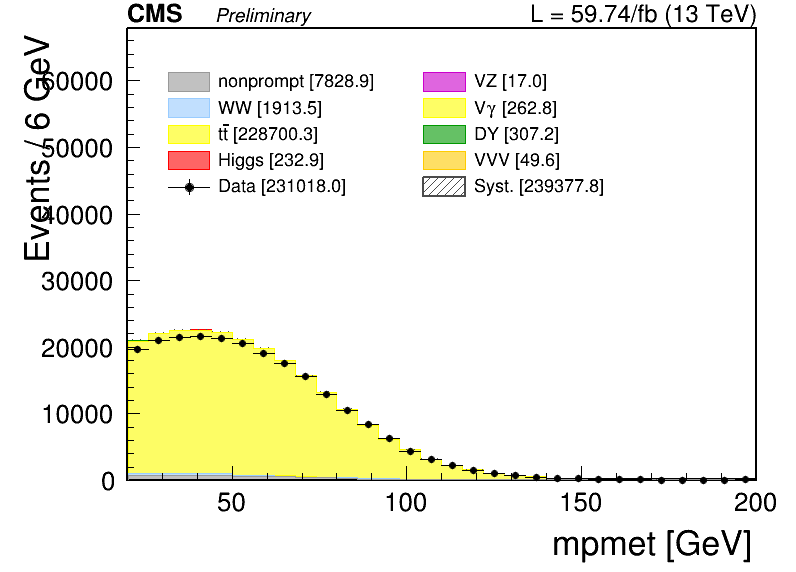 CMS Preliminary L = 59.74/fb (13 TeV)
Events / 6 GeV
60000
50000
40000
30000
20000
10000
0
nonprompt [7828.9]
WW [1913.5]
tt̄ [228700.3]
Higgs [232.9]
Data [231018.0]
VZ [17.0]
Vγ [262.8]
DY [307.2]
VVV [49.6]
Syst. [239377.8]
50 100 150 200
mpmet [GeV]